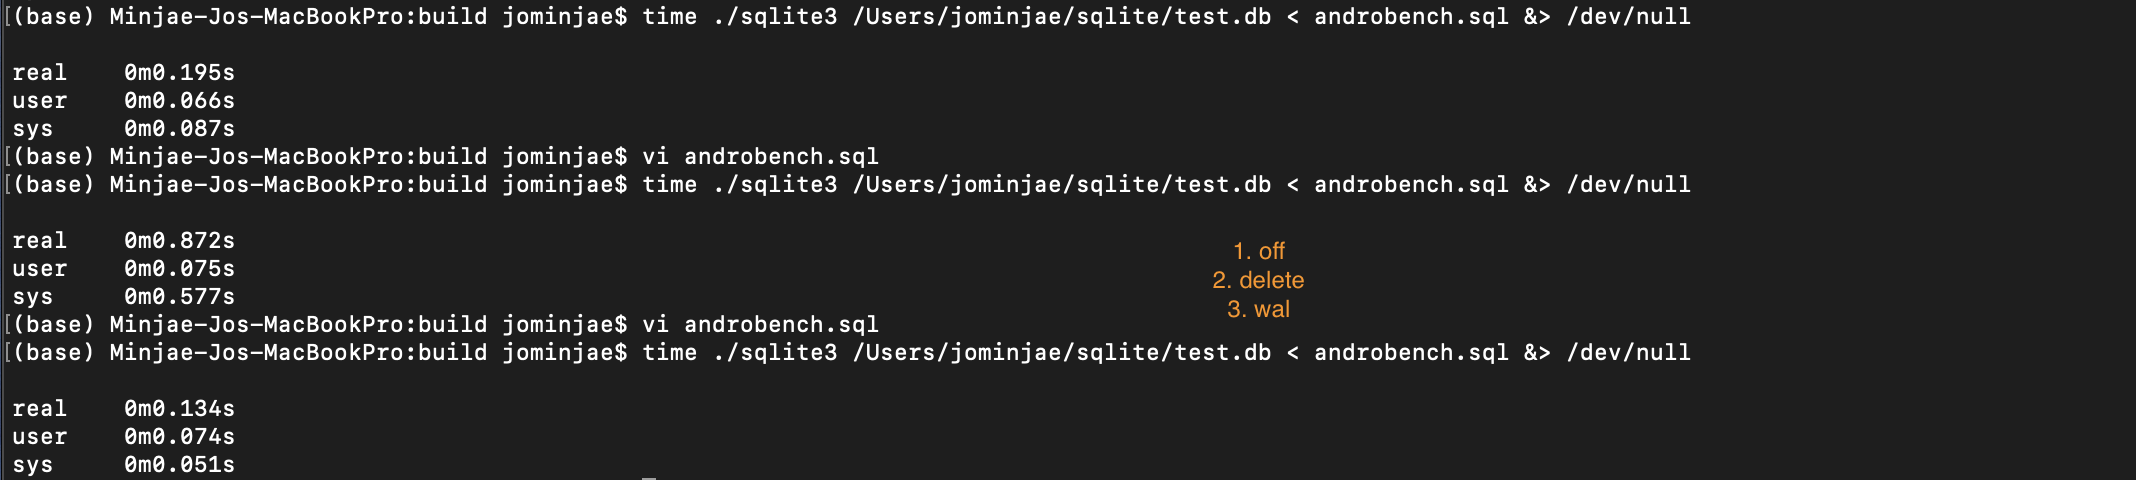 [(base) Minjae-Jos-MacBookPro:build jominjae$ time ./sqlite3 /Users/jominjae/sqlite/test.db < androbench.sql &> /dev/null
real 0m0.195s
user 0m0.066s
sys 0m0.087s
[(base) Minjae-Jos-MacBookPro:build jominjae$ vi androbench.sql
[(base) Minjae-Jos-MacBookPro:build jominjae$ time ./sqlite3 /Users/jominjae/sqlite/test.db < androbench.sql &> /dev/null
real 0m0.872s
user 0m0.075s
sys 0m0.577s
1. off
2. delete
3. wal
[(base) Minjae-Jos-MacBookPro:build jominjae$ vi androbench.sql
[(base) Minjae-Jos-MacBookPro:build jominjae$ time ./sqlite3 /Users/jominjae/sqlite/test.db < androbench.sql &> /dev/null
real 0m0.134s
user 0m0.074s
sys 0m0.051s